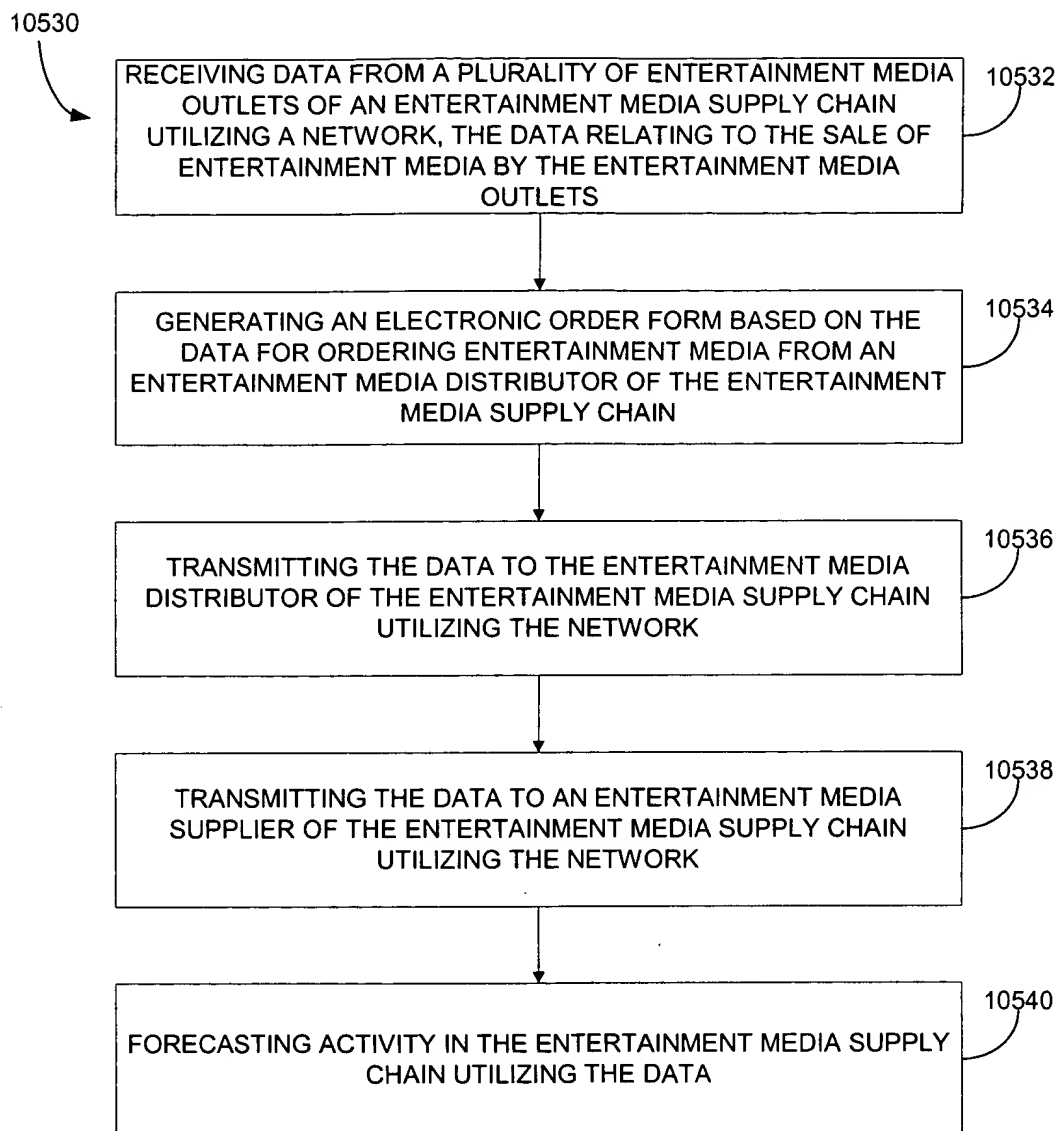 10530
RECEIVING DATA FROM A PLURALITY OF ENTERTAINMENT MEDIA
OUTLETS OF AN ENTERTAINMENT MEDIA SUPPLY CHAIN
UTILIZING A NETWORK, THE DATA RELATING TO THE SALE OF
ENTERTAINMENT MEDIA BY THE ENTERTAINMENT MEDIA
OUTLETS
10532
GENERATING AN ELECTRONIC ORDER FORM BASED ON THE
DATA FOR ORDERING ENTERTAINMENT MEDIA FROM AN
ENTERTAINMENT MEDIA DISTRIBUTOR OF THE ENTERTAINMENT
MEDIA SUPPLY CHAIN
10534
TRANSMITTING THE DATA TO THE ENTERTAINMENT MEDIA
DISTRIBUTOR OF THE ENTERTAINMENT MEDIA SUPPLY CHAIN
UTILIZING THE NETWORK
10536
TRANSMITTING THE DATA TO AN ENTERTAINMENT MEDIA
SUPPLIER OF THE ENTERTAINMENT MEDIA SUPPLY CHAIN
UTILIZING THE NETWORK
10538
FORECASTING ACTIVITY IN THE ENTERTAINMENT MEDIA SUPPLY
CHAIN UTILIZING THE DATA
10540